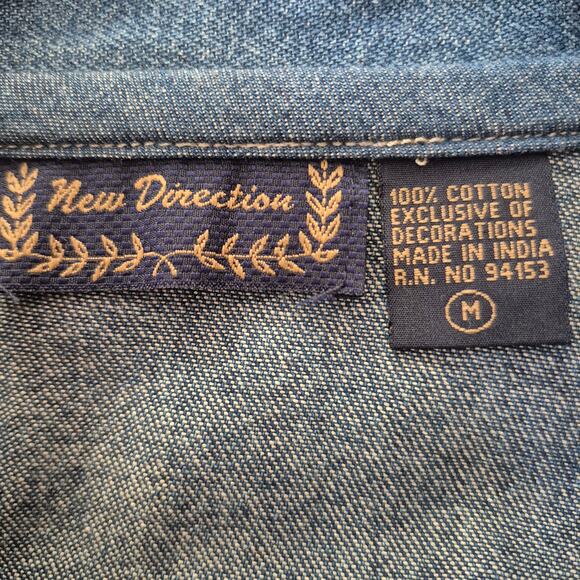 New Direction
100% COTTON
EXCLUSIVE OF
DECORATIONS
MADE IN INDIA
R.N. NO 94153
M